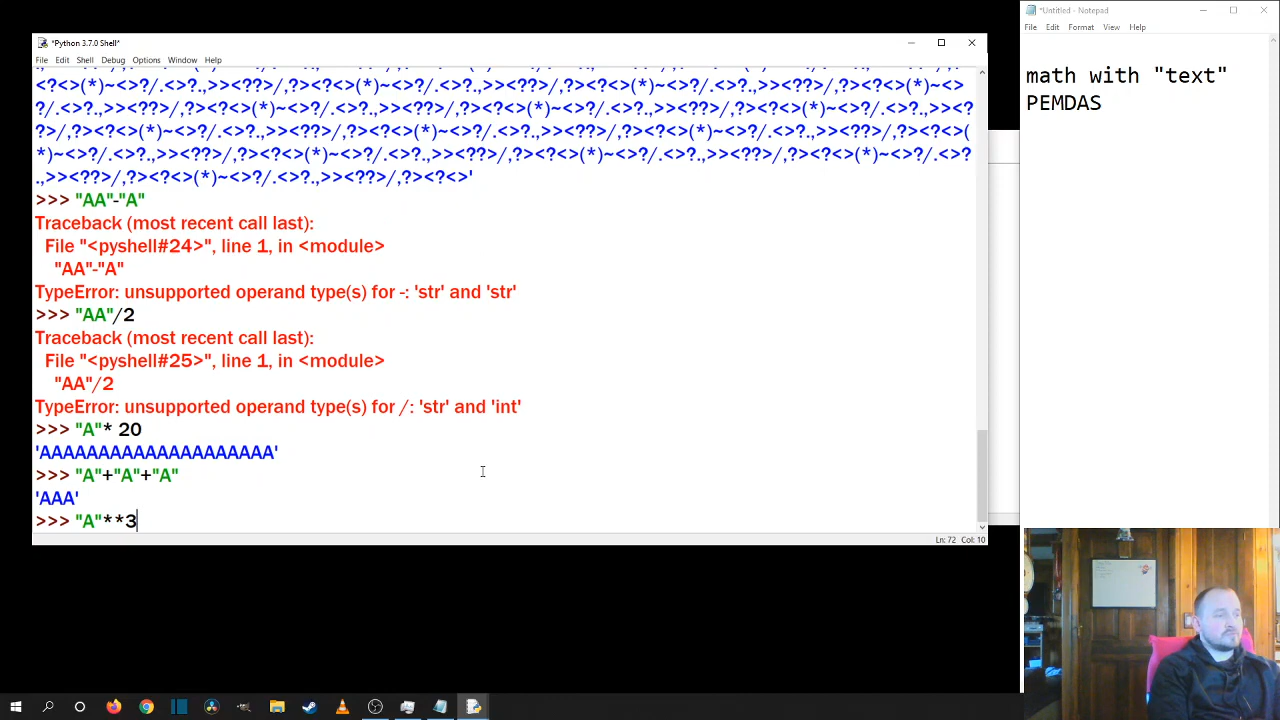 *Python 3.7.0 Shell*
File Edit Shell Debug Options Window Help
<?<>(*)~<>?/.<>?.,>><??>/,?><?<>(*)~<>?/.<>?.,>><??>/,?><?<>(*)~<>?/.<>?.,>><??>/,?><?<>(*)~<>
?/.<>?.,>><??>/,?><?<>(*)~<>?/.<>?.,>><??>/,?><?<>(*)~<>?/.<>?.,>><??>/,?><?<>(*)~<>?/.<>?.,>><?
?>/,?><?<>(*)~<>?/.<>?.,>><??>/,?><?<>(*)~<>?/.<>?.,>><??>/,?><?<>(*)~<>?/.<>?.,>><??>/,?><?<>(
*)~<>?/.<>?.,>><??>/,?><?<>(*)~<>?/.<>?.,>><??>/,?><?<>(*)~<>?/.<>?.,>><??>/,?><?<>(*)~<>?/.<>?
.,>><??>/,?><?<>(*)~<>?/.<>?.,>><??>/,?><?<>'
>>> "AA"-"A"
Traceback (most recent call last):
File "<pyshell#24>", line 1, in <module>
"AA"-"A"
TypeError: unsupported operand type(s) for -: 'str' and 'str'
>>> "AA"/2
Traceback (most recent call last):
File "<pyshell#25>", line 1, in <module>
"AA"/2
TypeError: unsupported operand type(s) for /: 'str' and 'int'
>>> "A"* 20
'AAAAAAAAAAAAAAAAAAAA'
>>> "A"+"A"+"A"
'AAA'
>>> "A"**3
Ln: 72 Col: 10
*Untitled - Notepad
File Edit Format View Help
math with "text"
PEMDAS